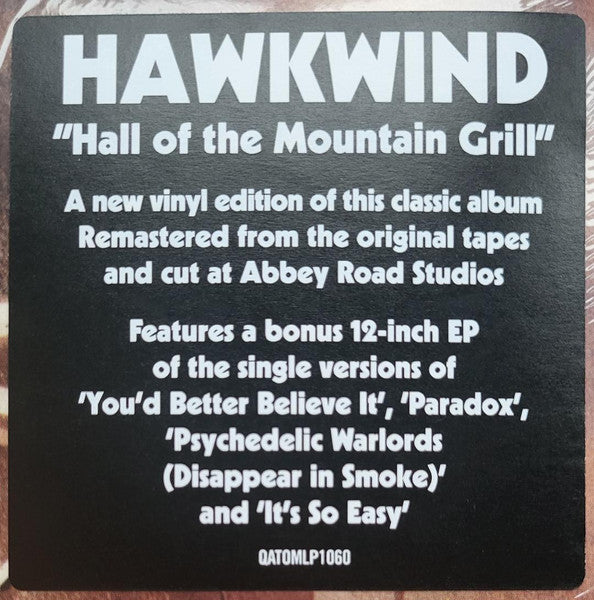 HAWKWIND
"Hall of the Mountain Grill"
A new vinyl edition of this classic album
Remastered from the original tapes
and cut at Abbey Road Studios
Features a bonus 12-inch EP
of the single versions of
'You'd Better Believe It', 'Paradox',
'Psychedelic Warlords
(Disappear in Smoke)'
and 'It's So Easy'
QATOMLP1060